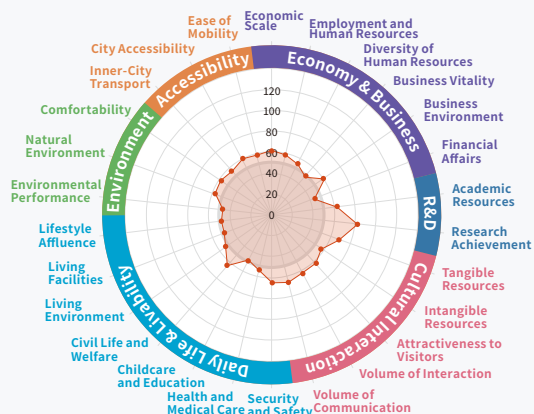 Economic
Scale
Employment and
Human Resources
Diversity of
Human Resources
Business Vitality
Business
Environment
Financial
Affairs
Academic
Resources
Research
Achievement
Tangible
Resources
Intangible
Resources
Attractiveness to
Visitors
Volume of Interaction
Volume of
Communication
Security
and Safety
Health and
Medical Care
Childcare
and Education
Civil Life and
Welfare
Living
Environment
Living
Facilities
Lifestyle
Affluence
Environmental
Performance
Natural
Environment
Comfortability
Inner-City
Transport
City Accessibility
Ease of
Mobility
Economy & Business
R&D
Cultural Interaction
Daily Life & Livability
Environment
Accessibility
120
100
80
60
40
20
0